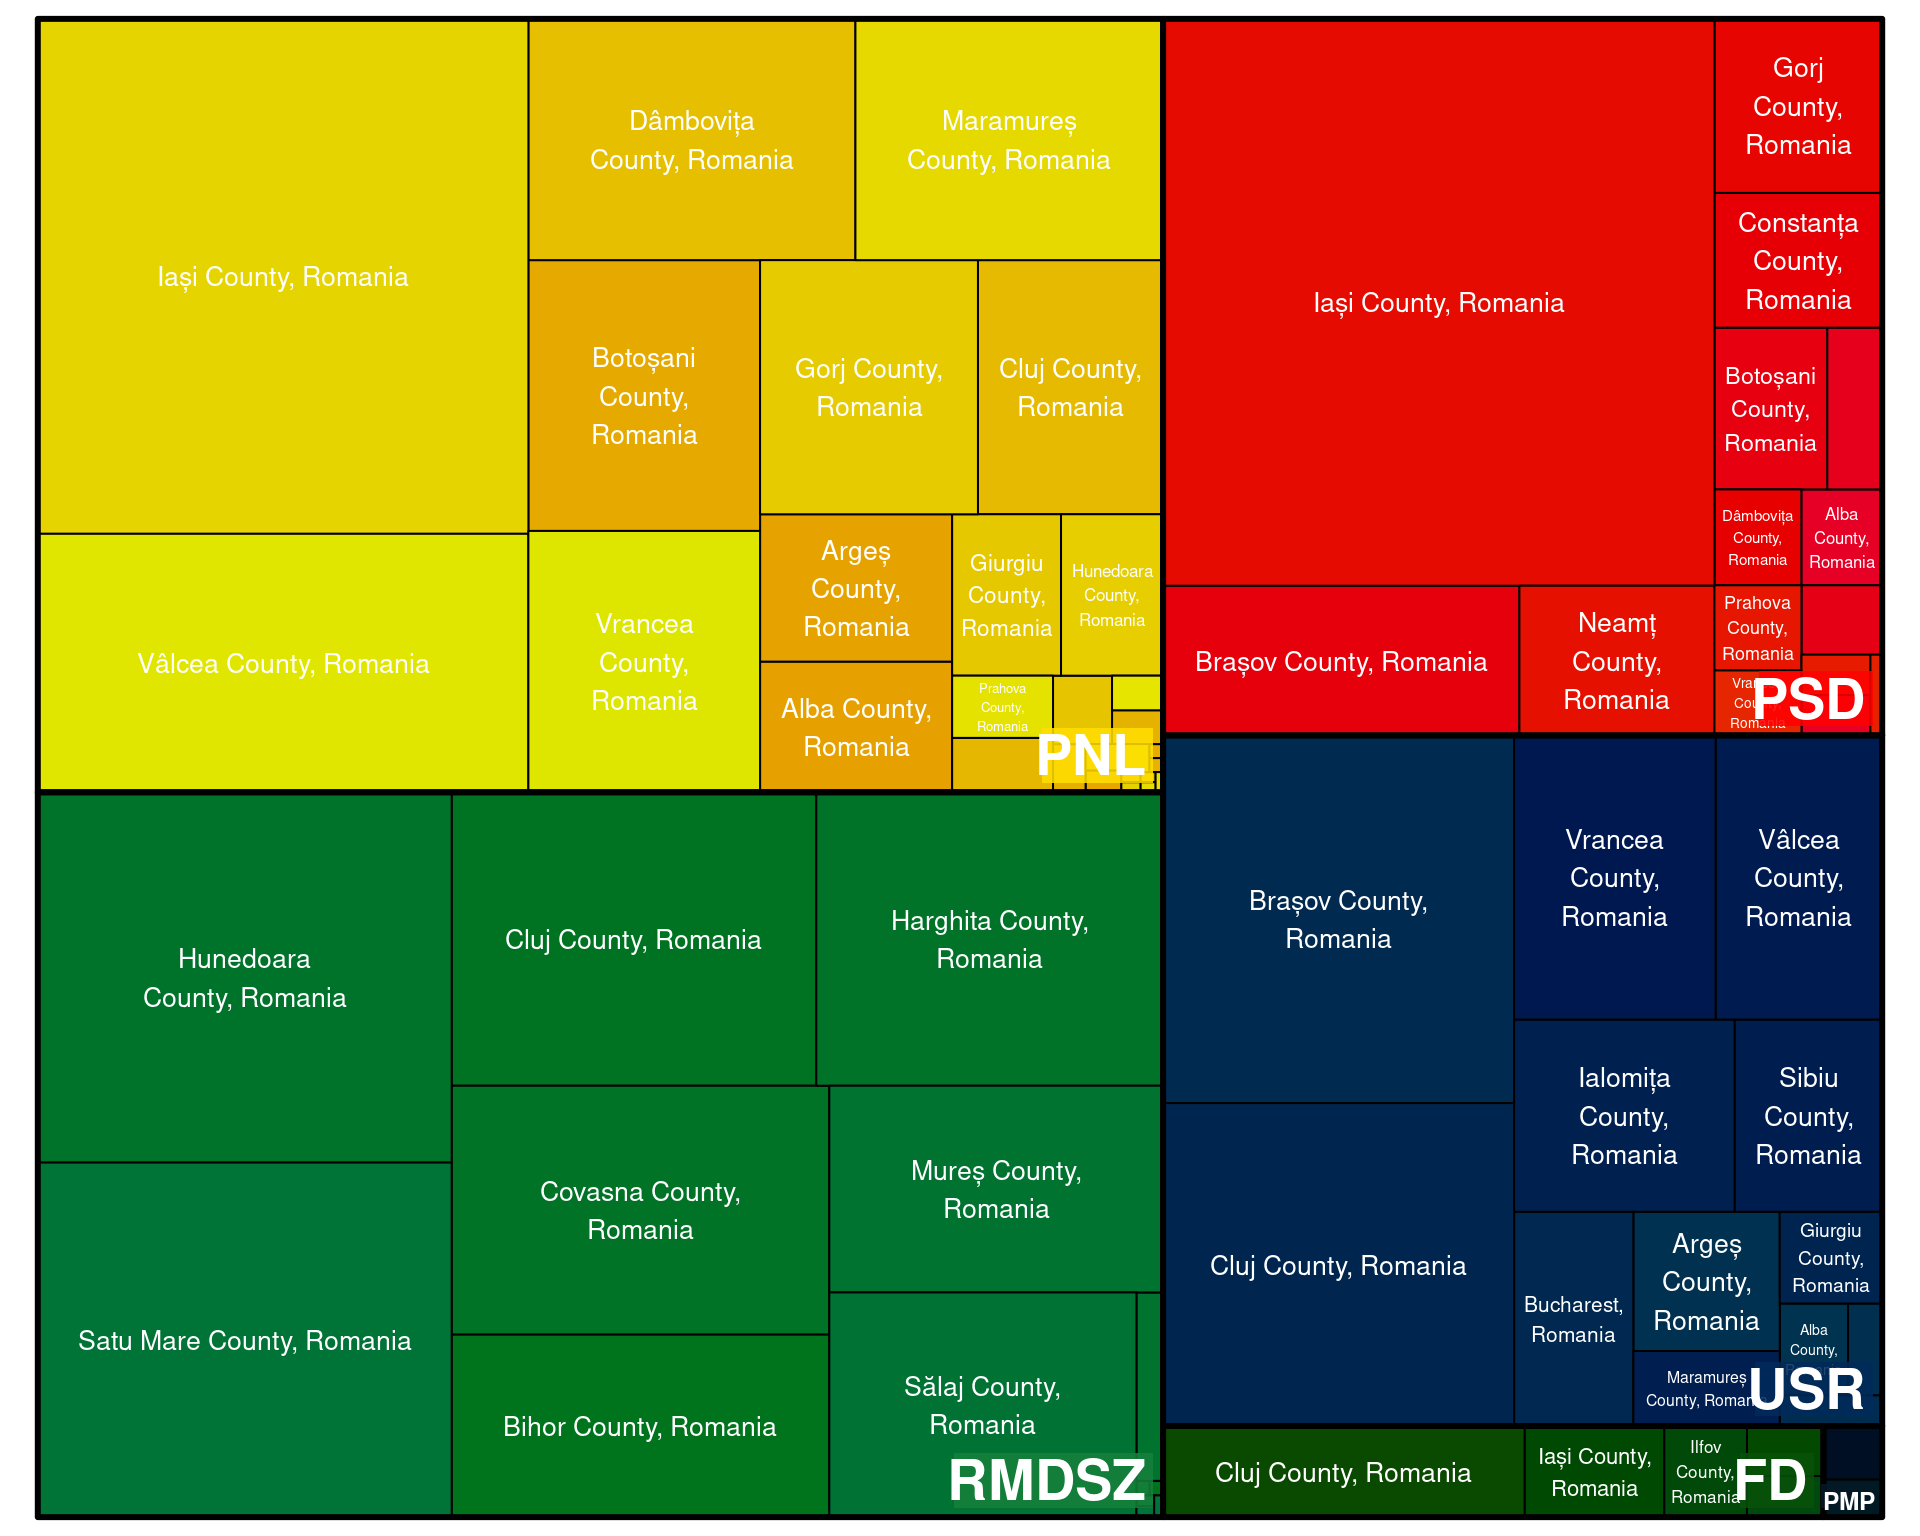 Iași County, Romania
Dâmbovița
County, Romania
Maramureș
County, Romania
Botoșani
County,
Romania
Gorj County,
Romania
Cluj County,
Romania
Vâlcea County, Romania
Vrancea
County,
Romania
Argeș
County,
Romania
Giurgiu
County,
Romania
Hunedoara
County,
Romania
Alba County,
Romania
Prahova
County,
Romania
PNL
Iași County, Romania
Gorj
County,
Romania
Constanța
County,
Romania
Botoșani
County,
Romania
Dâmbovița
County,
Romania
Alba
County,
Romania
Brașov County, Romania
Neamț
County,
Romania
Prahova
County,
Romania
Romania
PSD
Hunedoara
County, Romania
Cluj County, Romania
Harghita County,
Romania
Satu Mare County, Romania
Covasna County,
Romania
Mureș County,
Romania
Bihor County, Romania
Sălaj County,
Romania
RMDSZ
Brașov County,
Romania
Vrancea
County,
Romania
Vâlcea
County,
Romania
Cluj County, Romania
Ialomița
County,
Romania
Sibiu
County,
Romania
Bucharest,
Romania
Argeș
County,
Romania
Giurgiu
County,
Romania
Alba
County,
Maramureș
County, Romania
USR
Cluj County, Romania
Iași County,
Romania
Ilfov
County,
Romania
FD
PMP